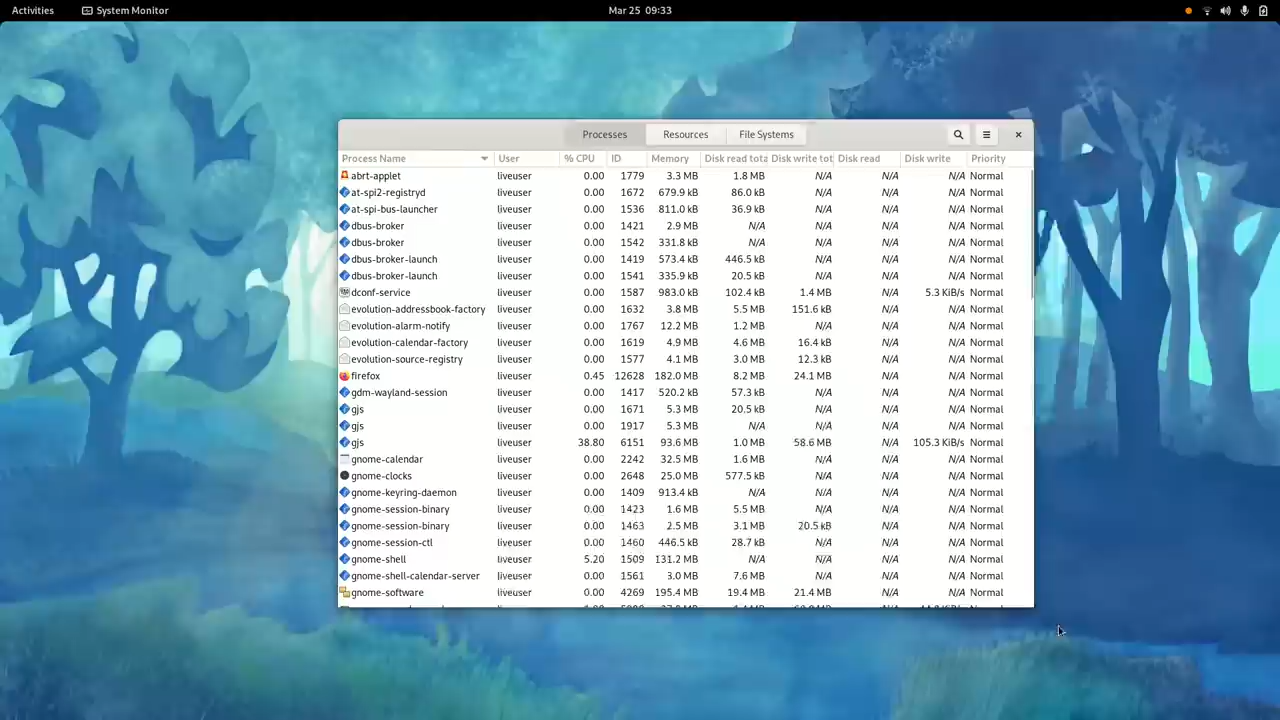 Activities System Monitor Mar 25 09:33
Processes Resources File Systems
Process Name User % CPU ID Memory Disk read tota Disk write tot Disk read Disk write Priority
abrt-applet liveuser 0.00 1779 3.3 MB 1.8 MB N/A N/A N/A Normal
at-spi2-registryd liveuser 0.00 1672 679.9 kB 86.0 kB N/A N/A N/A Normal
at-spi-bus-launcher liveuser 0.00 1536 811.0 kB 36.9 kB N/A N/A N/A Normal
dbus-broker liveuser 0.00 1421 2.9 MB N/A N/A N/A N/A Normal
dbus-broker liveuser 0.00 1542 331.8 kB N/A N/A N/A N/A Normal
dbus-broker-launch liveuser 0.00 1419 573.4 kB 446.5 kB N/A N/A N/A Normal
dbus-broker-launch liveuser 0.00 1541 335.9 kB 20.5 kB N/A N/A N/A Normal
dconf-service liveuser 0.00 1587 983.0 kB 102.4 kB 1.4 MB N/A 5.3 KiB/s Normal
evolution-addressbook-factory liveuser 0.00 1632 3.8 MB 5.5 MB 151.6 kB N/A N/A Normal
evolution-alarm-notify liveuser 0.00 1767 12.2 MB 1.2 MB N/A N/A N/A Normal
evolution-calendar-factory liveuser 0.00 1619 4.9 MB 4.6 MB 16.4 kB N/A N/A Normal
evolution-source-registry liveuser 0.00 1577 4.1 MB 3.0 MB 12.3 kB N/A N/A Normal
firefox liveuser 0.45 12628 182.0 MB 8.2 MB 24.1 MB N/A N/A Normal
gdm-wayland-session liveuser 0.00 1417 520.2 kB 57.3 kB N/A N/A N/A Normal
gjs liveuser 0.00 1671 5.3 MB 20.5 kB N/A N/A N/A Normal
gjs liveuser 0.00 1917 5.3 MB N/A N/A N/A N/A Normal
gjs liveuser 38.80 6151 93.6 MB 1.0 MB 58.6 MB N/A 105.3 KiB/s Normal
gnome-calendar liveuser 0.00 2242 32.5 MB 1.6 MB N/A N/A N/A Normal
gnome-clocks liveuser 0.00 2648 25.0 MB 577.5 kB N/A N/A N/A Normal
gnome-keyring-daemon liveuser 0.00 1409 913.4 kB N/A N/A N/A N/A Normal
gnome-session-binary liveuser 0.00 1423 1.6 MB 5.5 MB N/A N/A N/A Normal
gnome-session-binary liveuser 0.00 1463 2.5 MB 3.1 MB 20.5 kB N/A N/A Normal
gnome-session-ctl liveuser 0.00 1460 446.5 kB 28.7 kB N/A N/A N/A Normal
gnome-shell liveuser 5.20 1509 131.2 MB N/A N/A N/A N/A Normal
gnome-shell-calendar-server liveuser 0.00 1561 3.0 MB 7.6 MB N/A N/A N/A Normal
gnome-software liveuser 0.00 4269 195.4 MB 19.4 MB 21.4 MB N/A N/A Normal